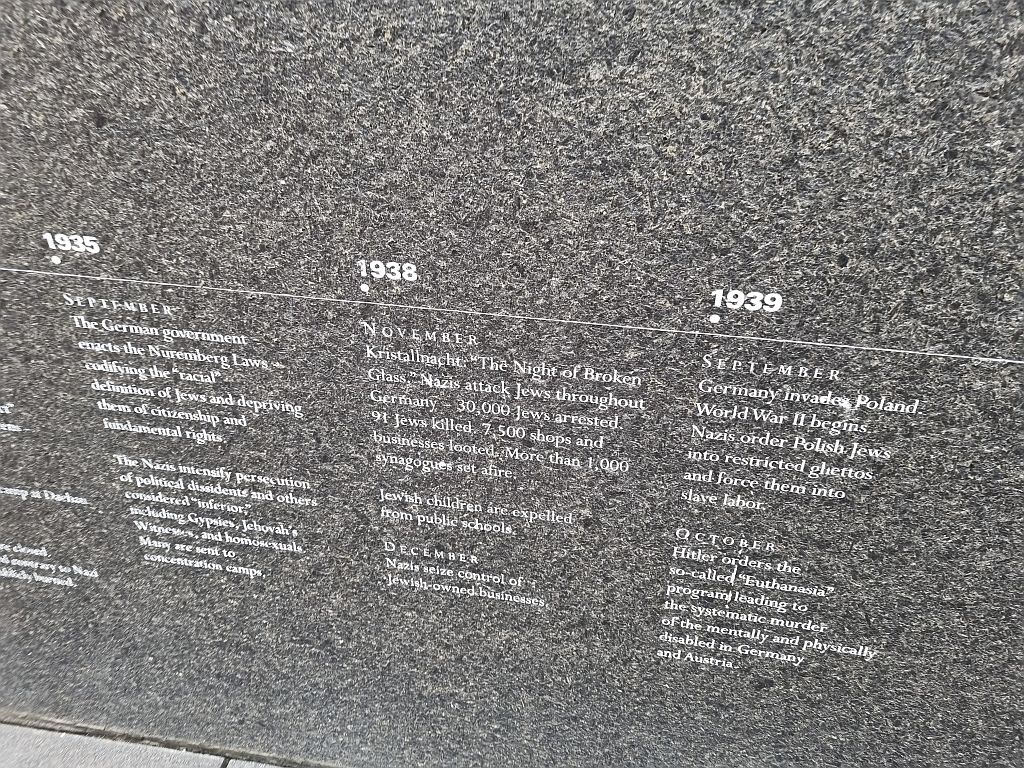 camp at Dachau
are closed
contrary to Nazi
publicly burned.
1935
SEPTEMBER
The German government
enacts the Nuremberg Laws –
codifying the "racial"
definition of Jews and depriving
them of citizenship and
fundamental rights.
The Nazis intensify persecution
of political dissidents and others
considered "inferior,"
including Gypsies, Jehovah's
Witnesses, and homosexuals.
Many are sent to
concentration camps.
1938
NOVEMBER
Kristallnacht: "The Night of Broken
Glass," Nazis attack Jews throughout
Germany – 30,000 Jews arrested.
91 Jews killed. 7,500 shops and
businesses looted. More than 1,000
synagogues set afire.
Jewish children are expelled
from public schools.
DECEMBER
Nazis seize control of
Jewish-owned businesses.
1939
SEPTEMBER
Germany invades Poland.
World War II begins.
Nazis order Polish Jews
into restricted ghettos
and force them into
slave labor.
OCTOBER
Hitler orders the
so-called "Euthanasia"
program, leading to
the systematic murder
of the mentally and physically
disabled in Germany
and Austria.